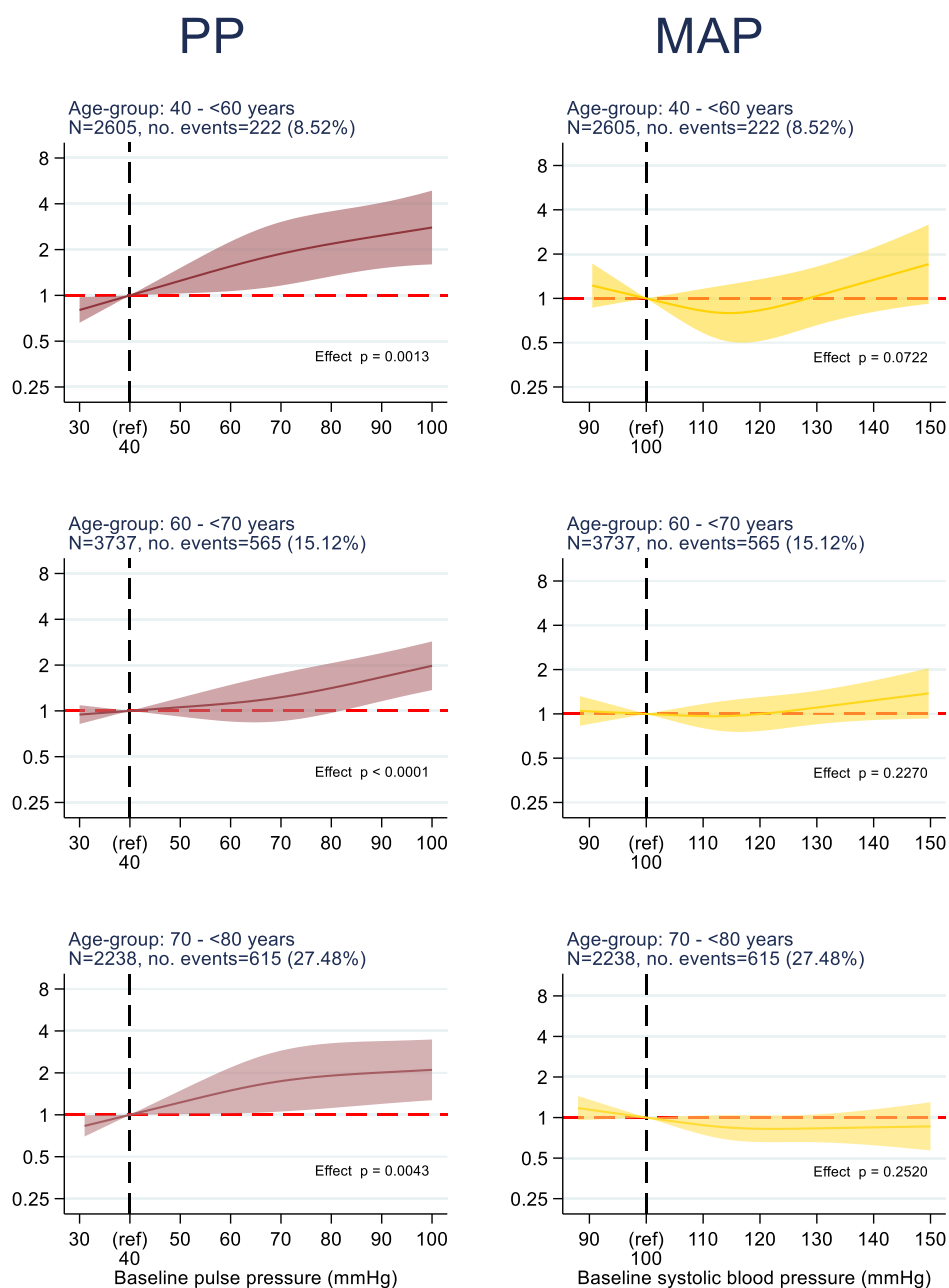 PP
MAP
Age-group: 40 - <60 years
N=2605, no. events=222 (8.52%)
8
4
2
1
0.5
0.25
Effect p = 0.0013
30 (ref) 50 60 70 80 90 100
40
Age-group: 40 - <60 years
N=2605, no. events=222 (8.52%)
8
4
2
1
0.5
0.25
Effect p = 0.0722
90 (ref) 110 120 130 140 150
100
Age-group: 60 - <70 years
N=3737, no. events=565 (15.12%)
8
4
2
1
0.5
0.25
Effect p < 0.0001
30 (ref) 50 60 70 80 90 100
40
Age-group: 60 - <70 years
N=3737, no. events=565 (15.12%)
8
4
2
1
0.5
0.25
Effect p = 0.2270
90 (ref) 110 120 130 140 150
100
Age-group: 70 - <80 years
N=2238, no. events=615 (27.48%)
8
4
2
1
0.5
0.25
Effect p = 0.0043
30 (ref) 50 60 70 80 90 100
40
Baseline pulse pressure (mmHg)
Age-group: 70 - <80 years
N=2238, no. events=615 (27.48%)
8
4
2
1
0.5
0.25
Effect p = 0.2520
90 (ref) 110 120 130 140 150
100
Baseline systolic blood pressure (mmHg)